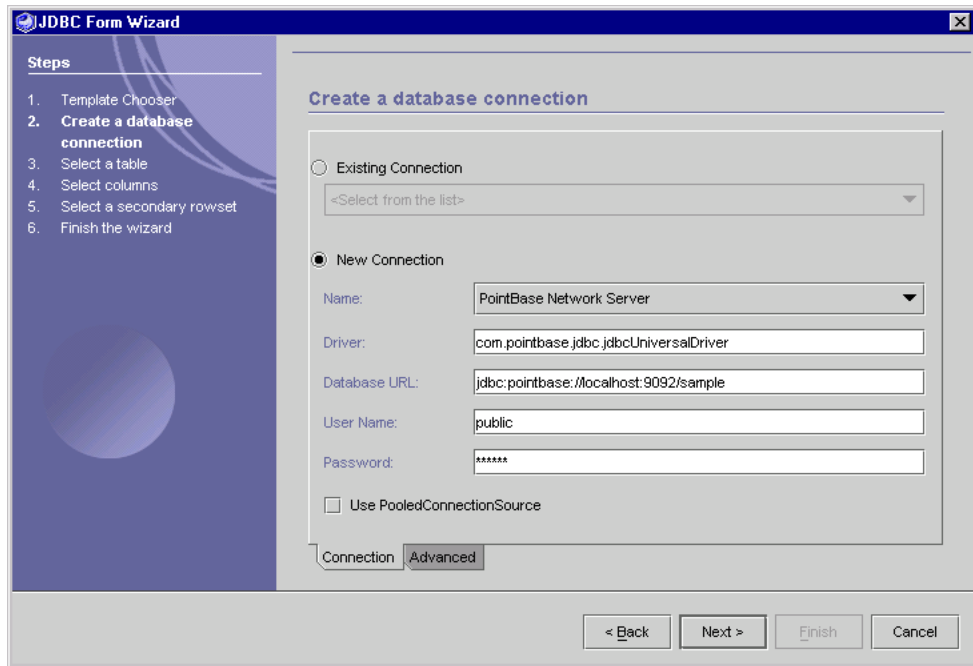 JDBC Form Wizard
Steps
1. Template Chooser
2. Create a database
connection
3. Select a table
4. Select columns
5. Select a secondary rowset
6. Finish the wizard
Create a database connection
Existing Connection
<Select from the list>
New Connection
Name: PointBase Network Server
Driver: com.pointbase.jdbc.jdbcUniversalDriver
Database URL: jdbc:pointbase://localhost:9092/sample
User Name: public
Password: ******
Use PooledConnectionSource
Connection Advanced
< Back Next > Finish Cancel